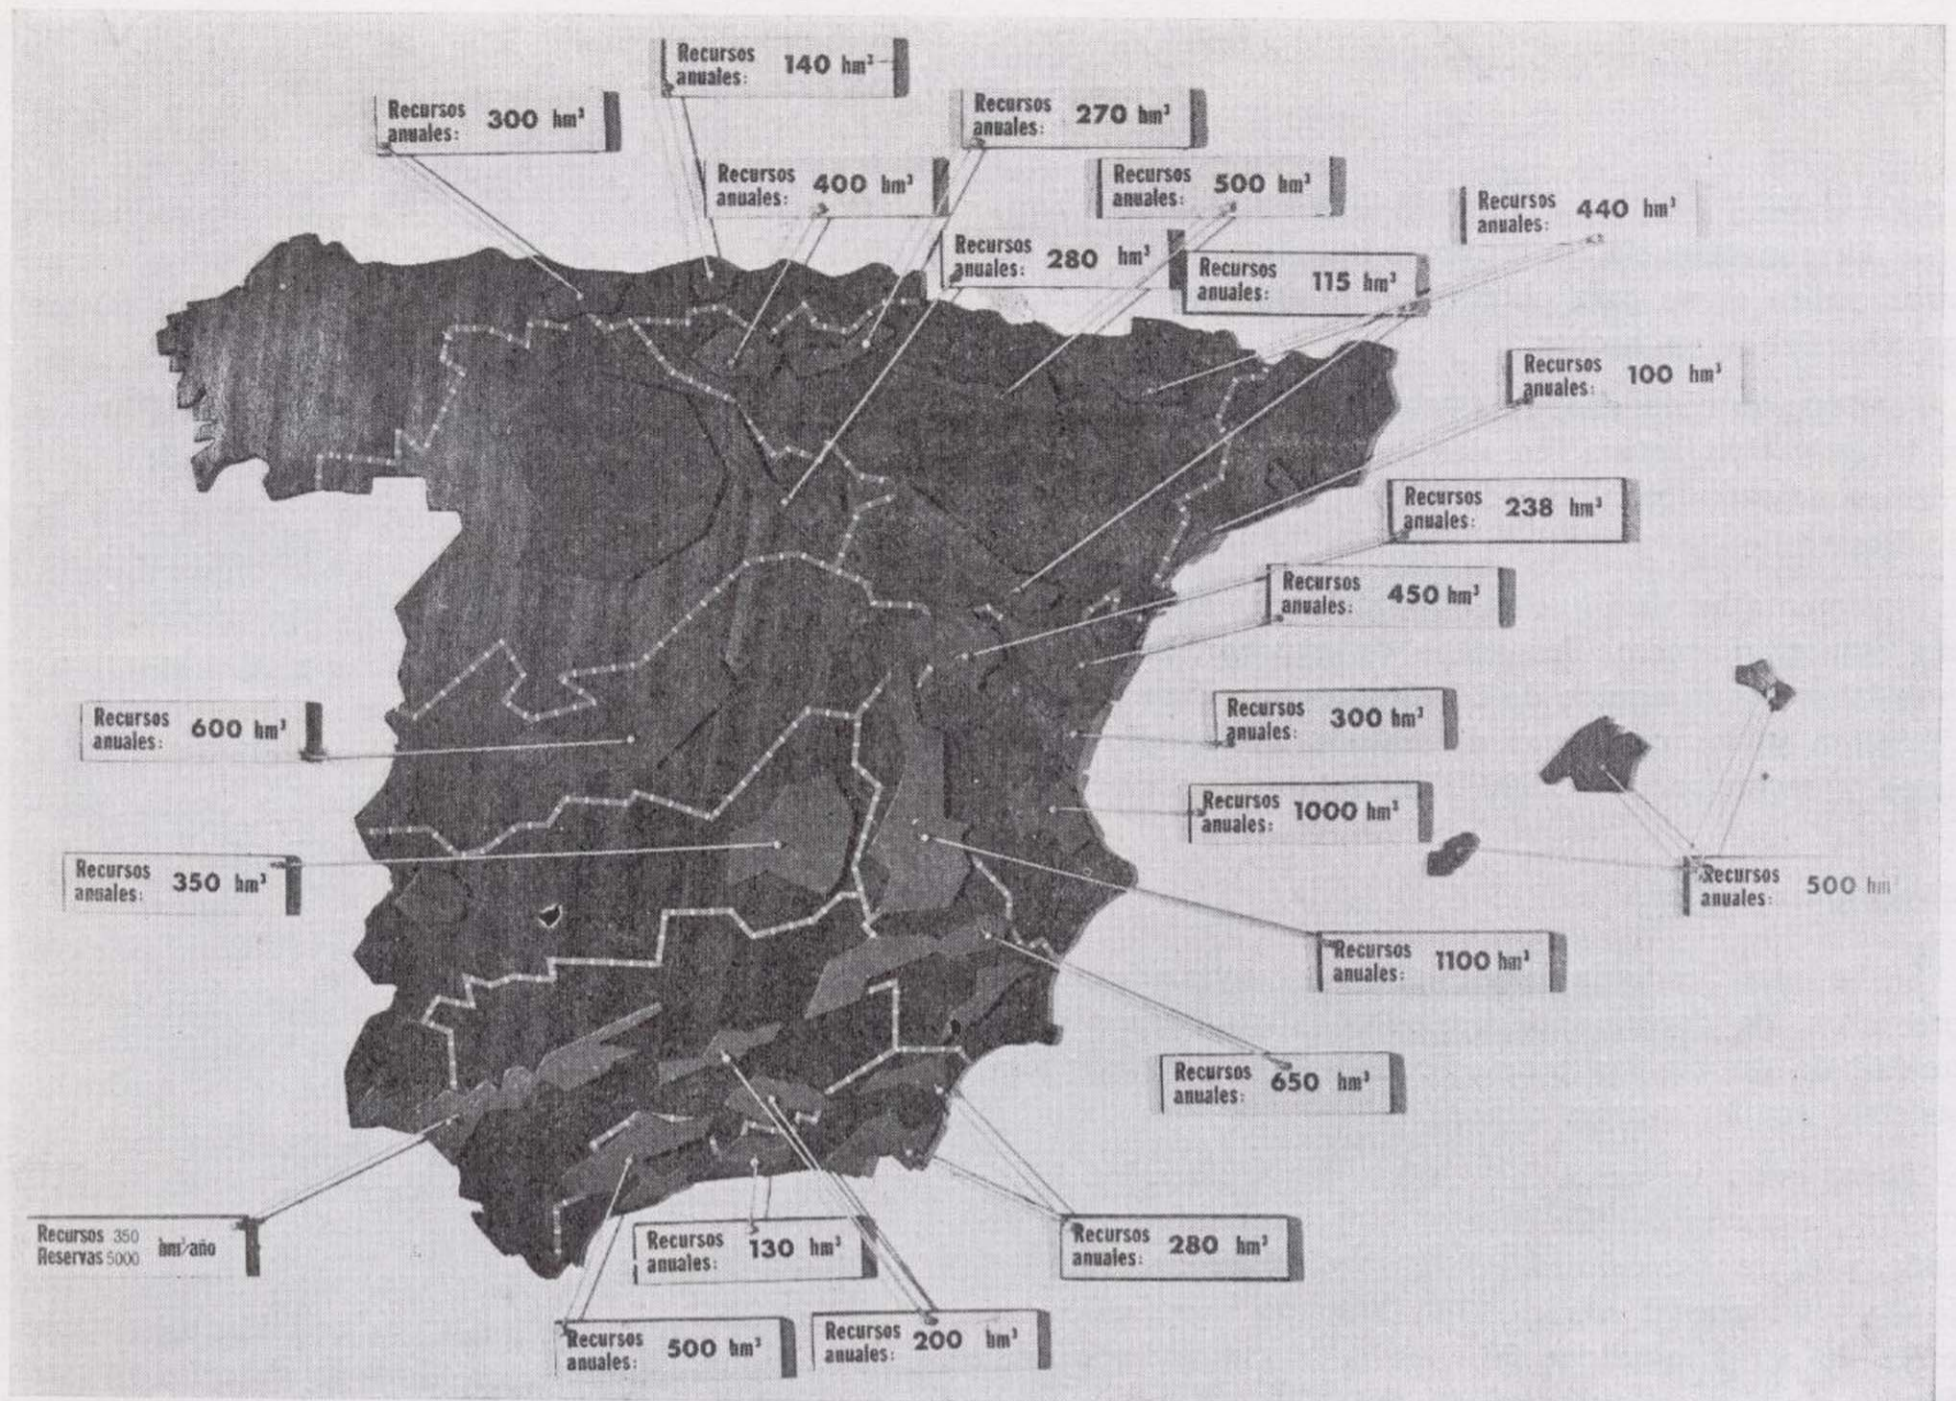 Recursos 140 hm³
anuales:
Recursos 300 hm³
anuales:
Recursos 270 hm³
anuales:
Recursos 400 hm³
anuales:
Recursos 500 hm³
anuales:
Recursos 440 hm³
anuales:
Recursos 280 hm³
anuales:
Recursos 115 hm³
anuales:
Recursos 100 hm³
anuales:
Recursos 238 hm³
anuales:
Recursos 450 hm³
anuales:
Recursos 600 hm³
anuales:
Recursos 300 hm³
anuales:
Recursos 1000 hm³
anuales:
Recursos 350 hm³
anuales:
Recursos 500 hm³
anuales:
Recursos 1100 hm³
anuales:
Recursos 650 hm³
anuales:
Recursos 350
Reservas 5000 hm³/año
Recursos 130 hm³
anuales:
Recursos 280 hm³
anuales:
Recursos 500 hm³
anuales:
Recursos 200 hm³
anuales: